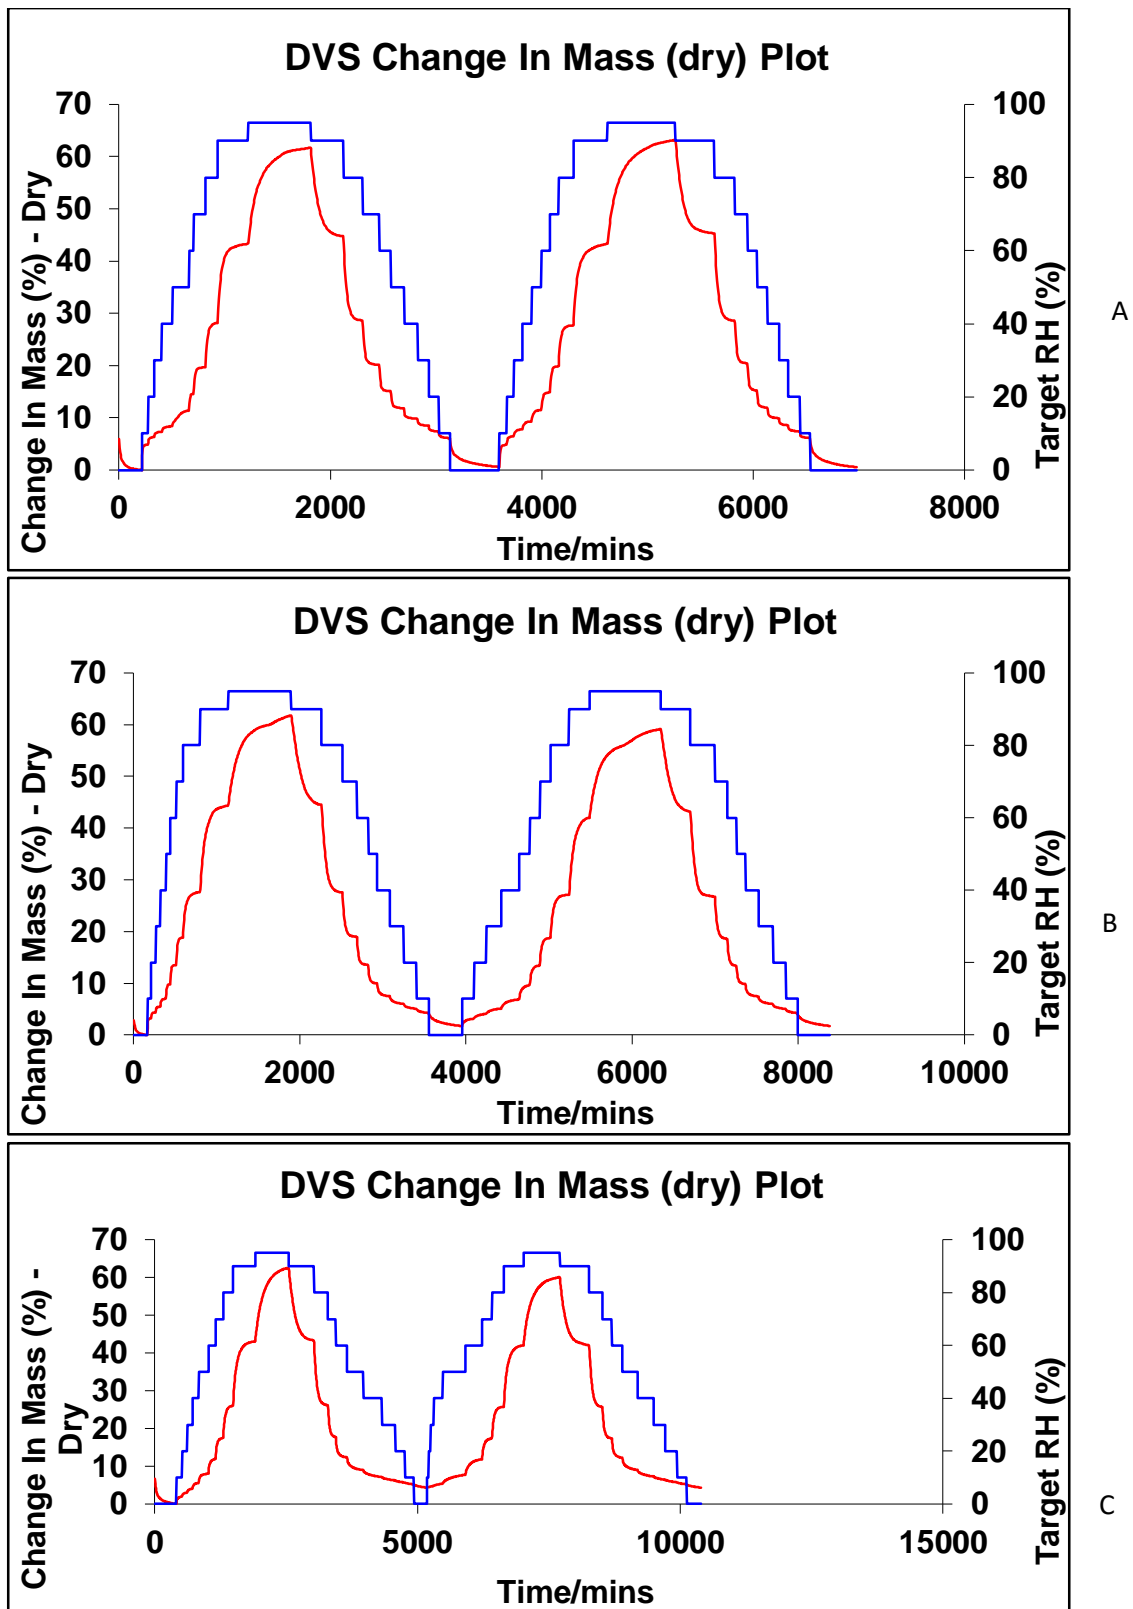 DVS Change In Mass (dry) Plot
Change In Mass (%) - Dry
70
60
50
40
30
20
10
0
100
80
60
40
20
0
Target RH (%)
0 2000 4000 6000 8000
Time/mins
A
DVS Change In Mass (dry) Plot
Change In Mass (%) - Dry
70
60
50
40
30
20
10
0
100
80
60
40
20
0
Target RH (%)
0 2000 4000 6000 8000 10000
Time/mins
B
DVS Change In Mass (dry) Plot
Change In Mass (%) -
Dry
70
60
50
40
30
20
10
0
100
80
60
40
20
0
Target RH (%)
0 5000 10000 15000
Time/mins
C